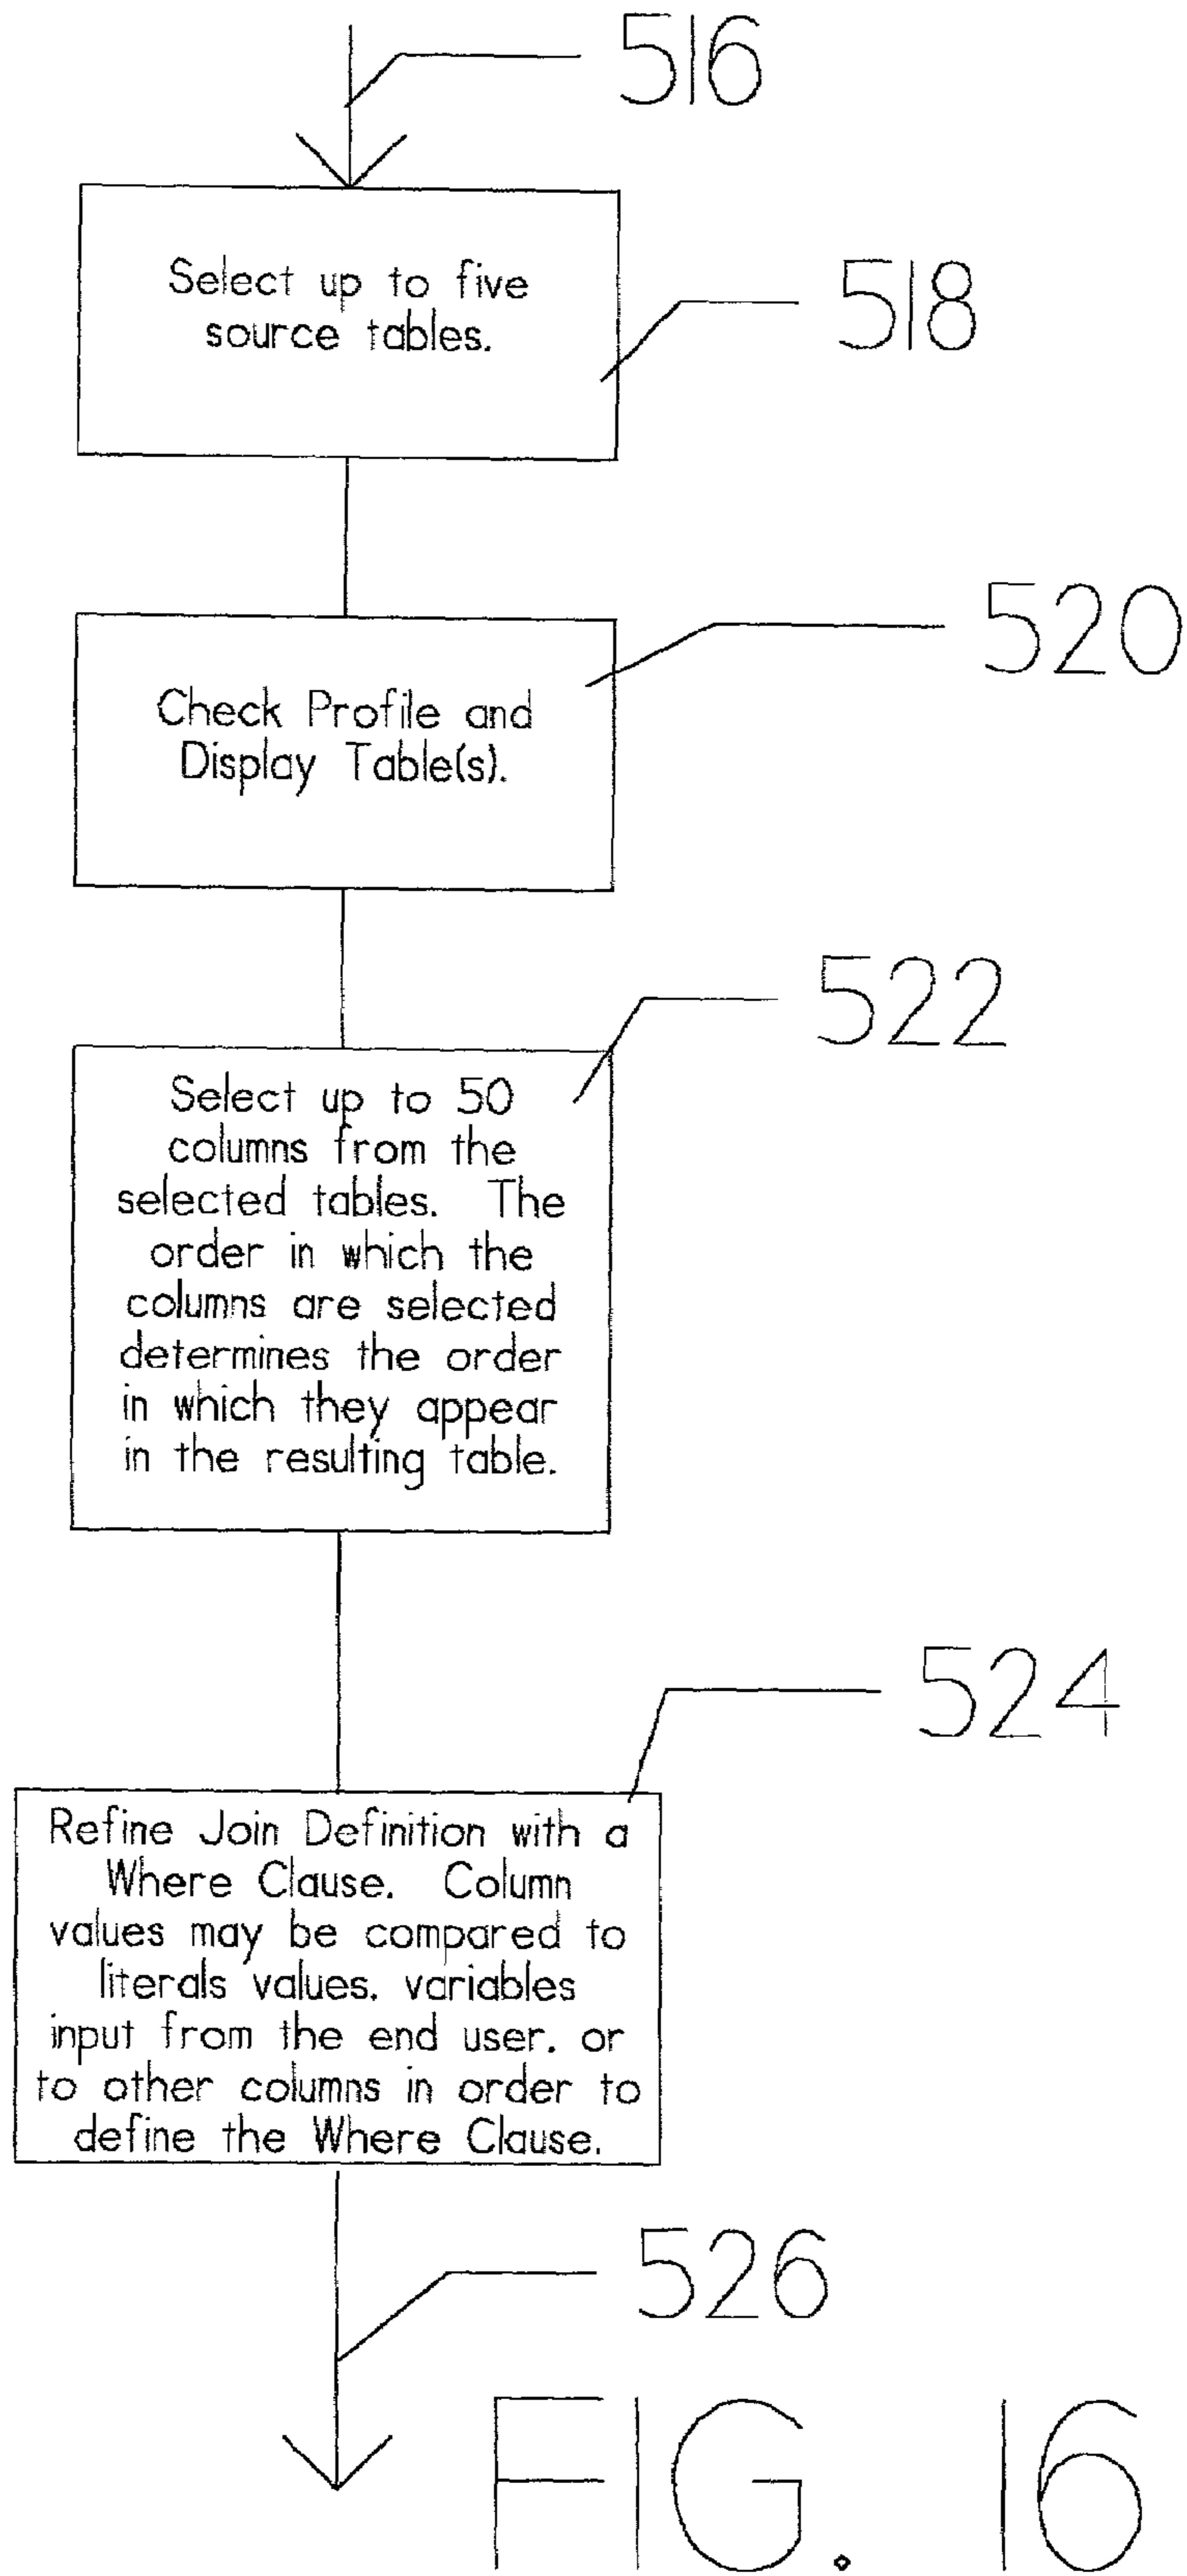 516
Select up to five
source tables.
518
520
Check Profile and
Display Table(s).
522
Select up to 50
columns from the
selected tables. The
order in which the
columns are selected
determines the order
in which they appear
in the resulting table.
524
Refine Join Definition with a
Where Clause. Column
values may be compared to
literals values. variables
input from the end user. or
to other columns in order to
define the Where Clause.
526
FIG. 16